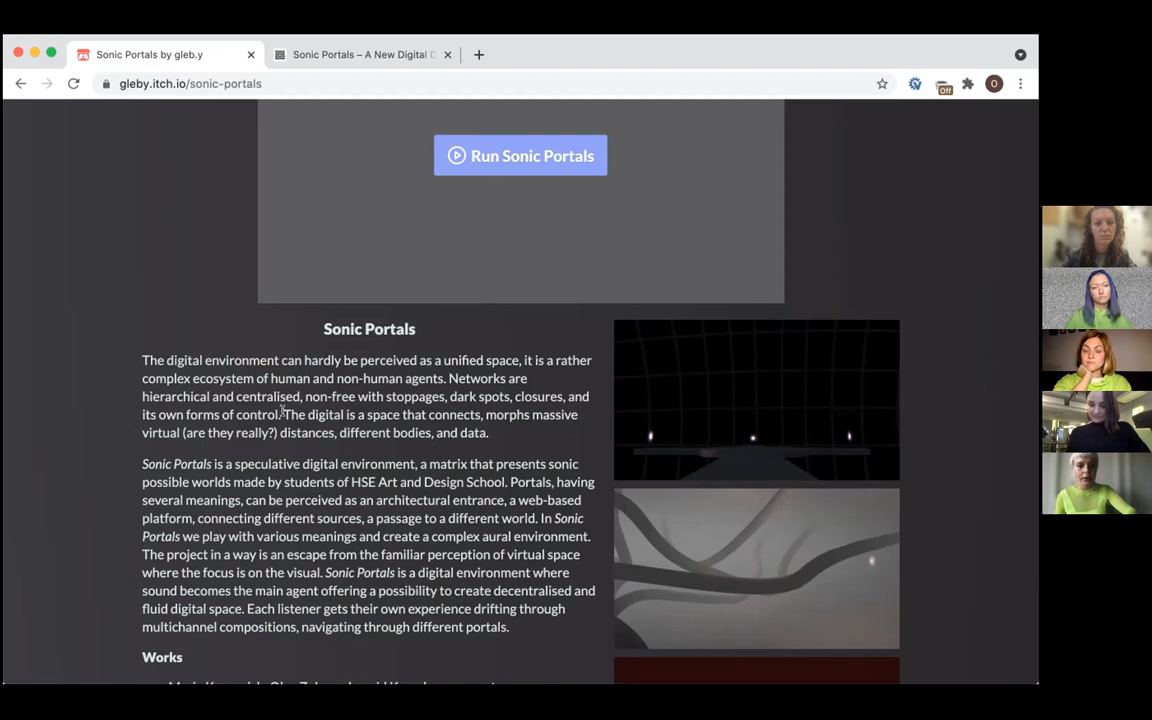 Sonic Portals by gleb.y
Sonic Portals – A New Digital D
gleby.itch.io/sonic-portals
Off
O
Run Sonic Portals
Sonic Portals
The digital environment can hardly be perceived as a unified space, it is a rather
complex ecosystem of human and non-human agents. Networks are
hierarchical and centralised, non-free with stoppages, dark spots, closures, and
its own forms of control. The digital is a space that connects, morphs massive
virtual (are they really?) distances, different bodies, and data.
Sonic Portals is a speculative digital environment, a matrix that presents sonic
possible worlds made by students of HSE Art and Design School. Portals, having
several meanings, can be perceived as an architectural entrance, a web-based
platform, connecting different sources, a passage to a different world. In Sonic
Portals we play with various meanings and create a complex aural environment.
The project in a way is an escape from the familiar perception of virtual space
where the focus is on the visual. Sonic Portals is a digital environment where
sound becomes the main agent offering a possibility to create decentralised and
fluid digital space. Each listener gets their own experience drifting through
multichannel compositions, navigating through different portals.
Works